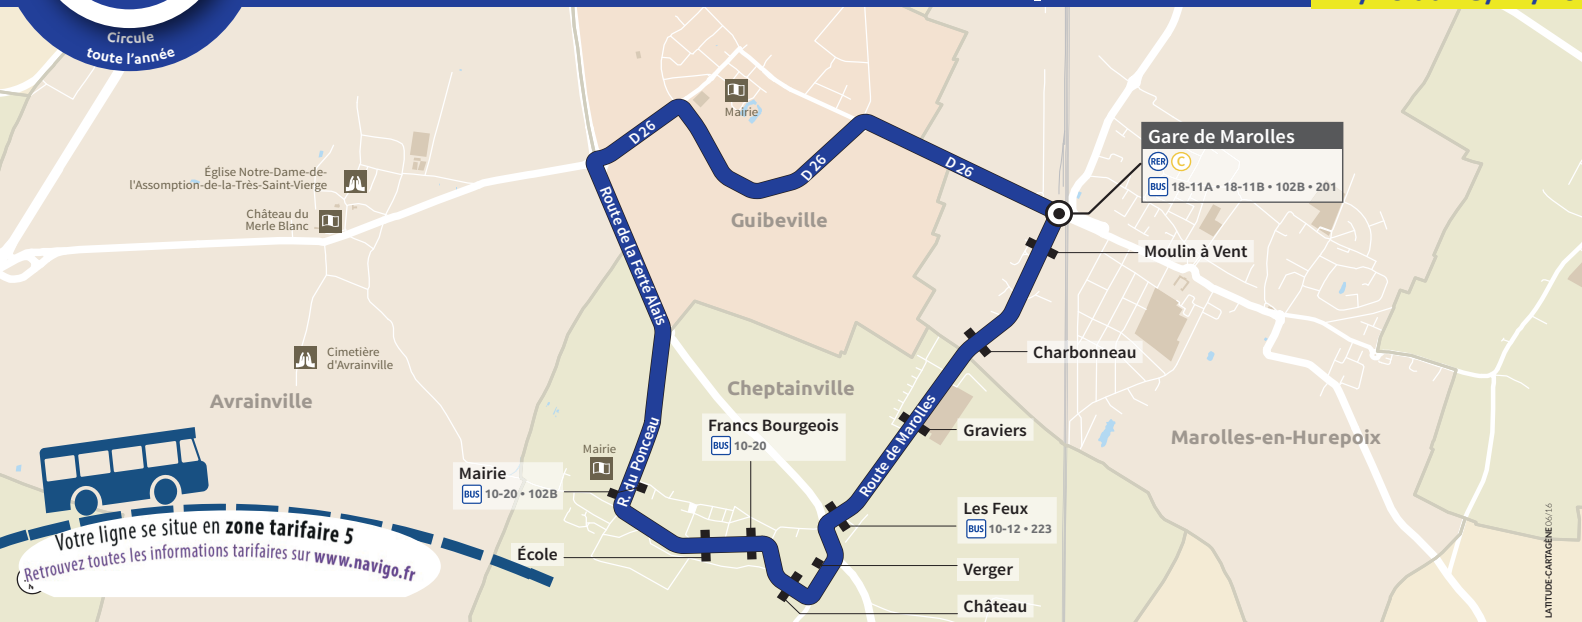 Circule
toute l'année
Mairie
D 26
D 26
D 26
Gare de Marolles
RER C
BUS 18-11A • 18-11B • 102B • 201
Église Notre-Dame-de-
l'Assomption-de-la-Très-Saint-Vierge
Château du
Merle Blanc
Route de la Ferté Alais
Guibeville
Moulin à Vent
Charbonneau
Cimetière
d'Avrainville
Avrainville
Cheptainville
Route de Marolles
Graviers
Marolles-en-Hurepoix
Francs Bourgeois
BUS 10-20
Mairie
R. du Ponceau
Mairie
BUS 10-20 • 102B
Les Feux
BUS 10-12 • 223
École
Verger
Château
Votre ligne se situe en zone tarifaire 5
Retrouvez toutes les informations tarifaires sur www.navigo.fr
N
LATITUDE-CARTAGÈNE 06/16